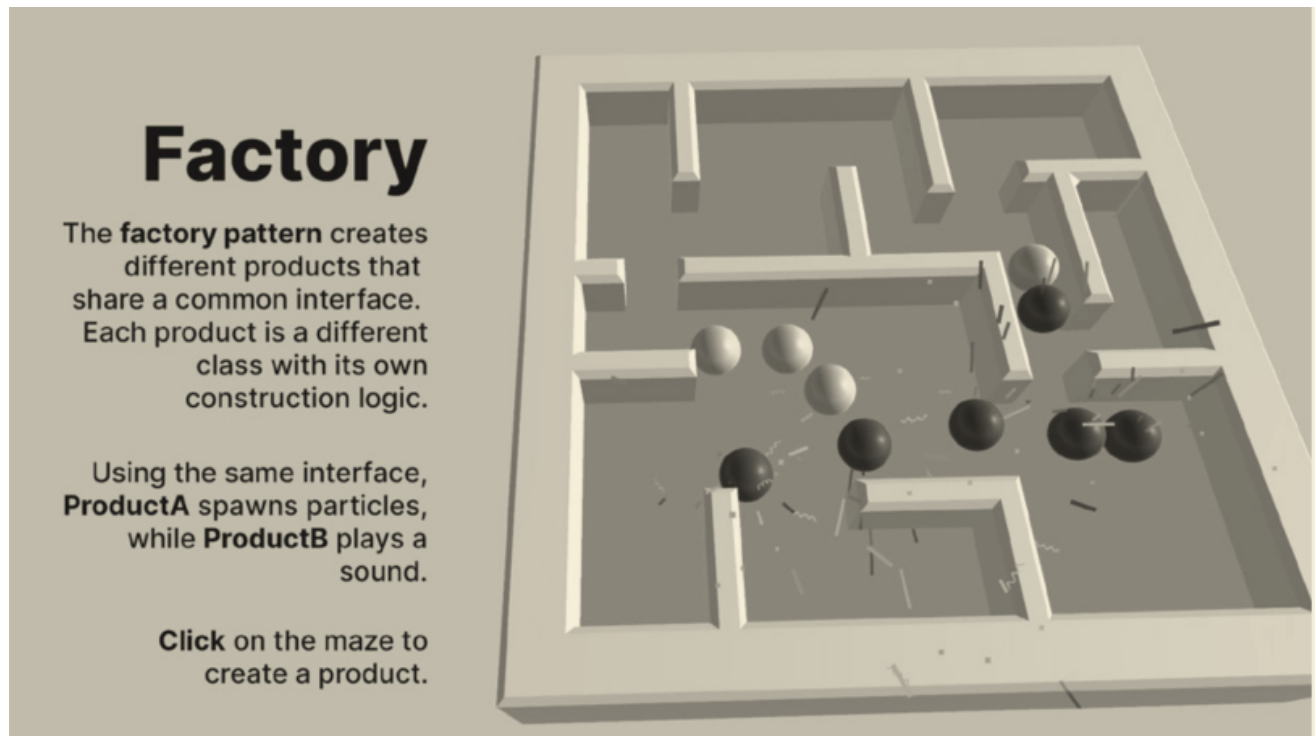 Factory
The factory pattern creates
different products that
share a common interface.
Each product is a different
class with its own
construction logic.
Using the same interface,
ProductA spawns particles,
while ProductB plays a
sound.
Click on the maze to
create a product.